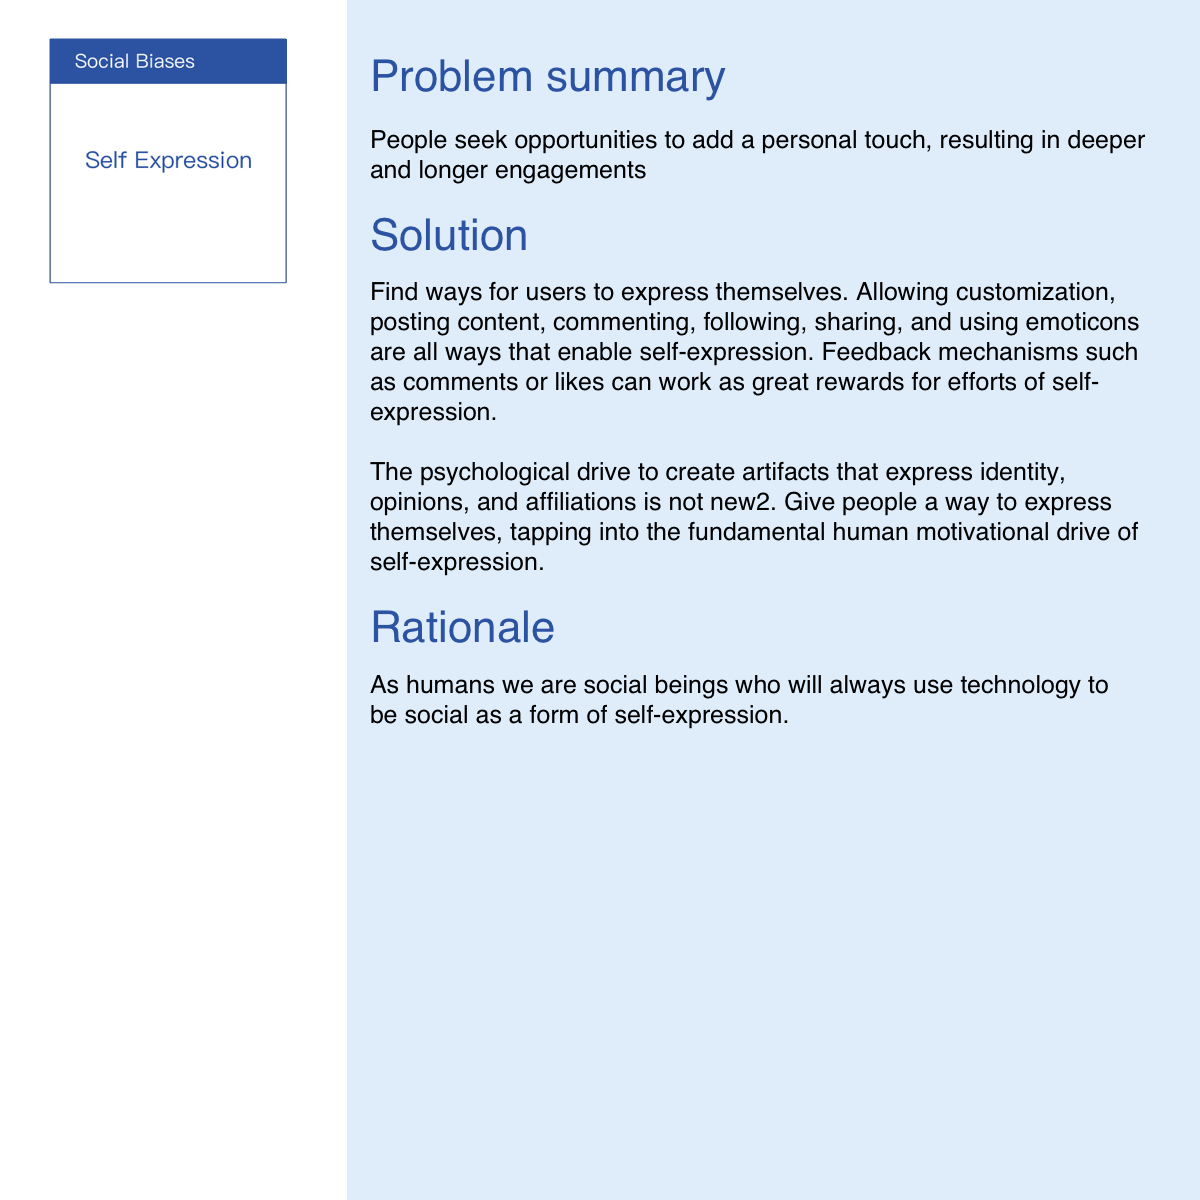 Social Biases
Self Expression
Problem summary
People seek opportunities to add a personal touch, resulting in deeper
and longer engagements
Solution
Find ways for users to express themselves. Allowing customization,
posting content, commenting, following, sharing, and using emoticons
are all ways that enable self-expression. Feedback mechanisms such
as comments or likes can work as great rewards for efforts of self-
expression.
The psychological drive to create artifacts that express identity,
opinions, and affiliations is not new2. Give people a way to express
themselves, tapping into the fundamental human motivational drive of
self-expression.
Rationale
As humans we are social beings who will always use technology to
be social as a form of self-expression.